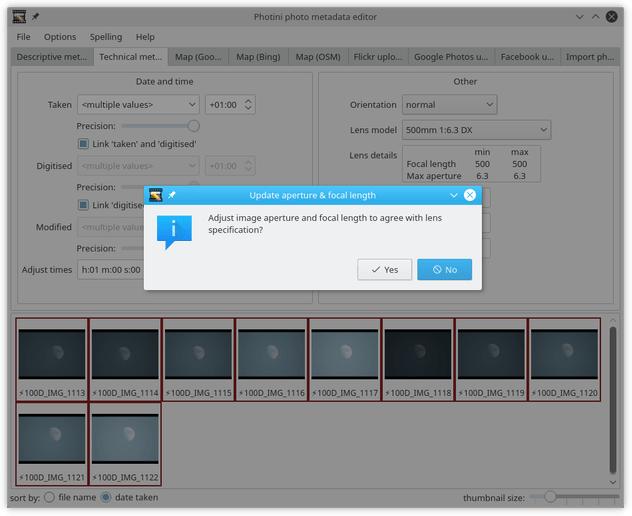 Photini photo metadata editor
File Options Spelling Help
Descriptive met... Technical met... Map (Goo... Map (Bing) Map (OSM) Flickr uplo... Google Photos u... Facebook u... Import ph...
Date and time Other
Taken <multiple values> +01:00 Orientation normal
Precision:
Link 'taken' and 'digitised' Lens model 500mm 1:6.3 DX
Digitised <multiple values> +01:00 Lens details min max
Focal length 500 500
Max aperture 6.3 6.3
Precision:
Link 'digitise
Modified <multiple
Precision:
Adjust times h:01 m:00 s:00
Update aperture & focal length
Adjust image aperture and focal length to agree with lens
specification?
Yes No
100D_IMG_1113 100D_IMG_1114 100D_IMG_1115 100D_IMG_1116 100D_IMG_1117 100D_IMG_1118 100D_IMG_1119 100D_IMG_1120
100D_IMG_1121 100D_IMG_1122
sort by: file name date taken thumbnail size: